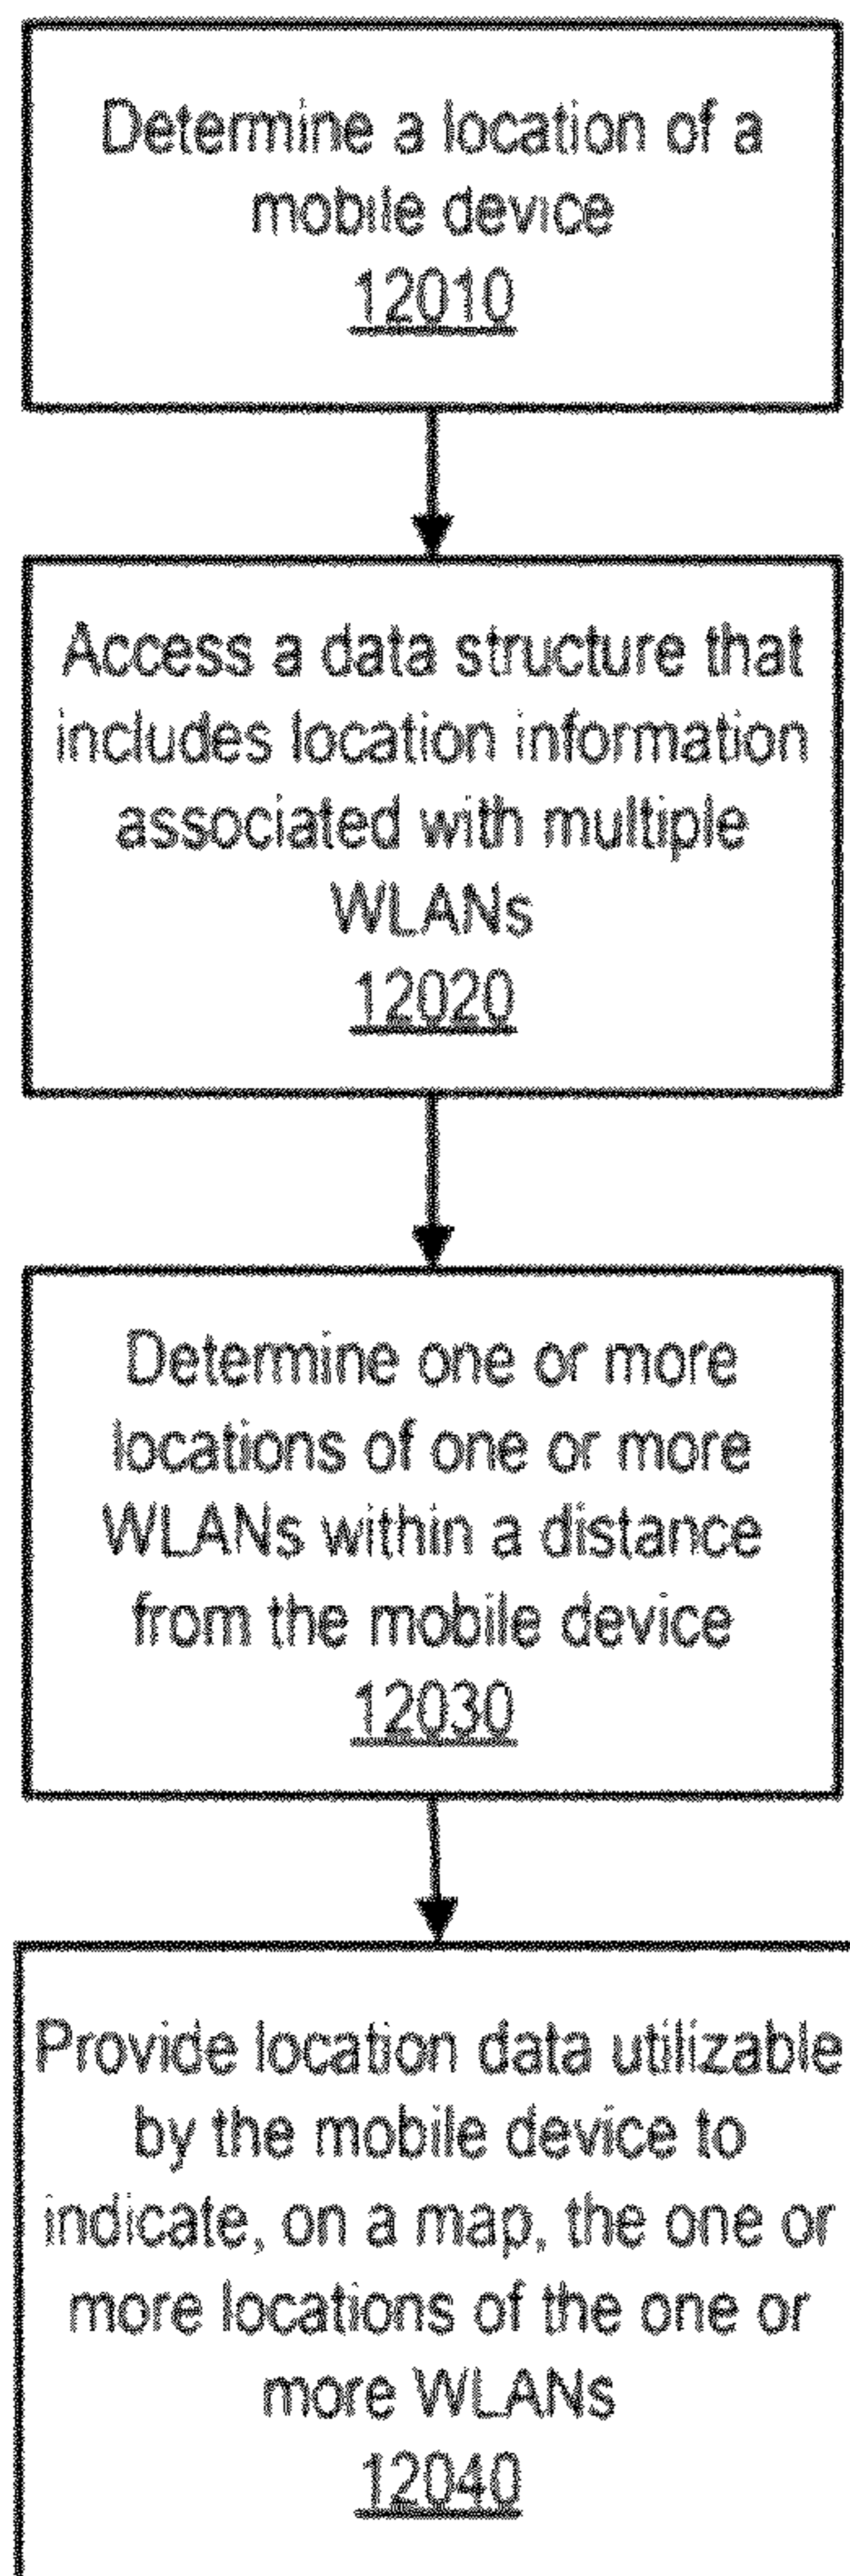 Determine a location of a
mobile device
12010
Access a data structure that
includes location information
associated with multiple
WLANs
12020
Determine one or more
locations of one or more
WLANs within a distance
from the mobile device
12030
Provide location data utilizable
by the mobile device to
indicate, on a map, the one or
more locations of the one or
more WLANs
12040